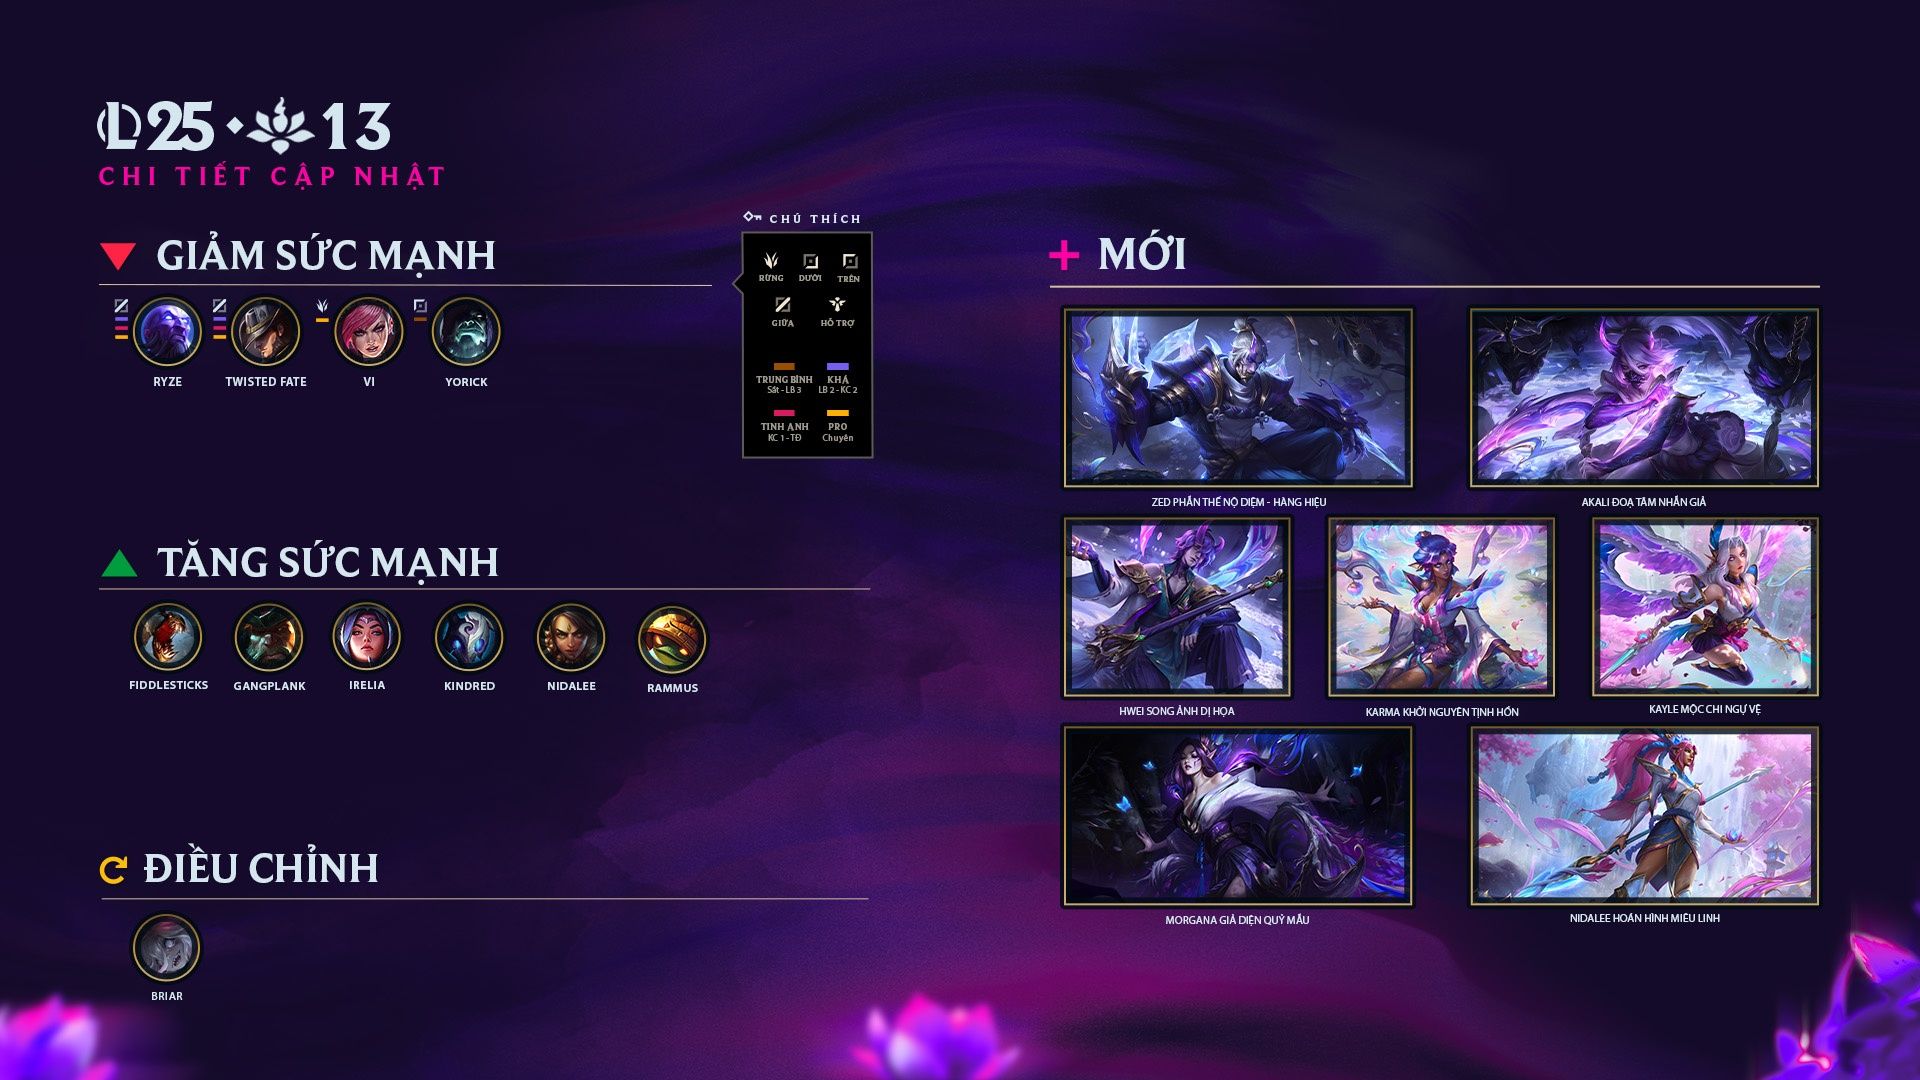 L25 · 13
CHI TIẾT CẬP NHẬT
GIẢM SỨC MẠNH
RYZE
TWISTED FATE
VI
YORICK
CHÚ THÍCH
RỪNG DƯỚI TRÊN
GIỮA HỖ TRỢ
TRUNG BÌNH KHÁ
Sắt - LB 3 LB 2 - KC 2
TINH ANH PRO
KC 1 - TĐ Chuyên
TĂNG SỨC MẠNH
FIDDLESTICKS
GANGPLANK
IRELIA
KINDRED
NIDALEE
RAMMUS
ĐIỀU CHỈNH
BRIAR
MỚI
ZED PHẪN THẾ NỘ DIỆM - HÀNG HIỆU
AKALI ĐOẠ TÂM NHẪN GIẢ
HWEI SONG ẢNH DỊ HỌA
KARMA KHỞI NGUYÊN TỊNH HỒN
KAYLE MỘC CHI NGỰ VỆ
MORGANA GIẢ DIỆN QUỶ MẪU
NIDALEE HOÁN HÌNH MIÊU LINH